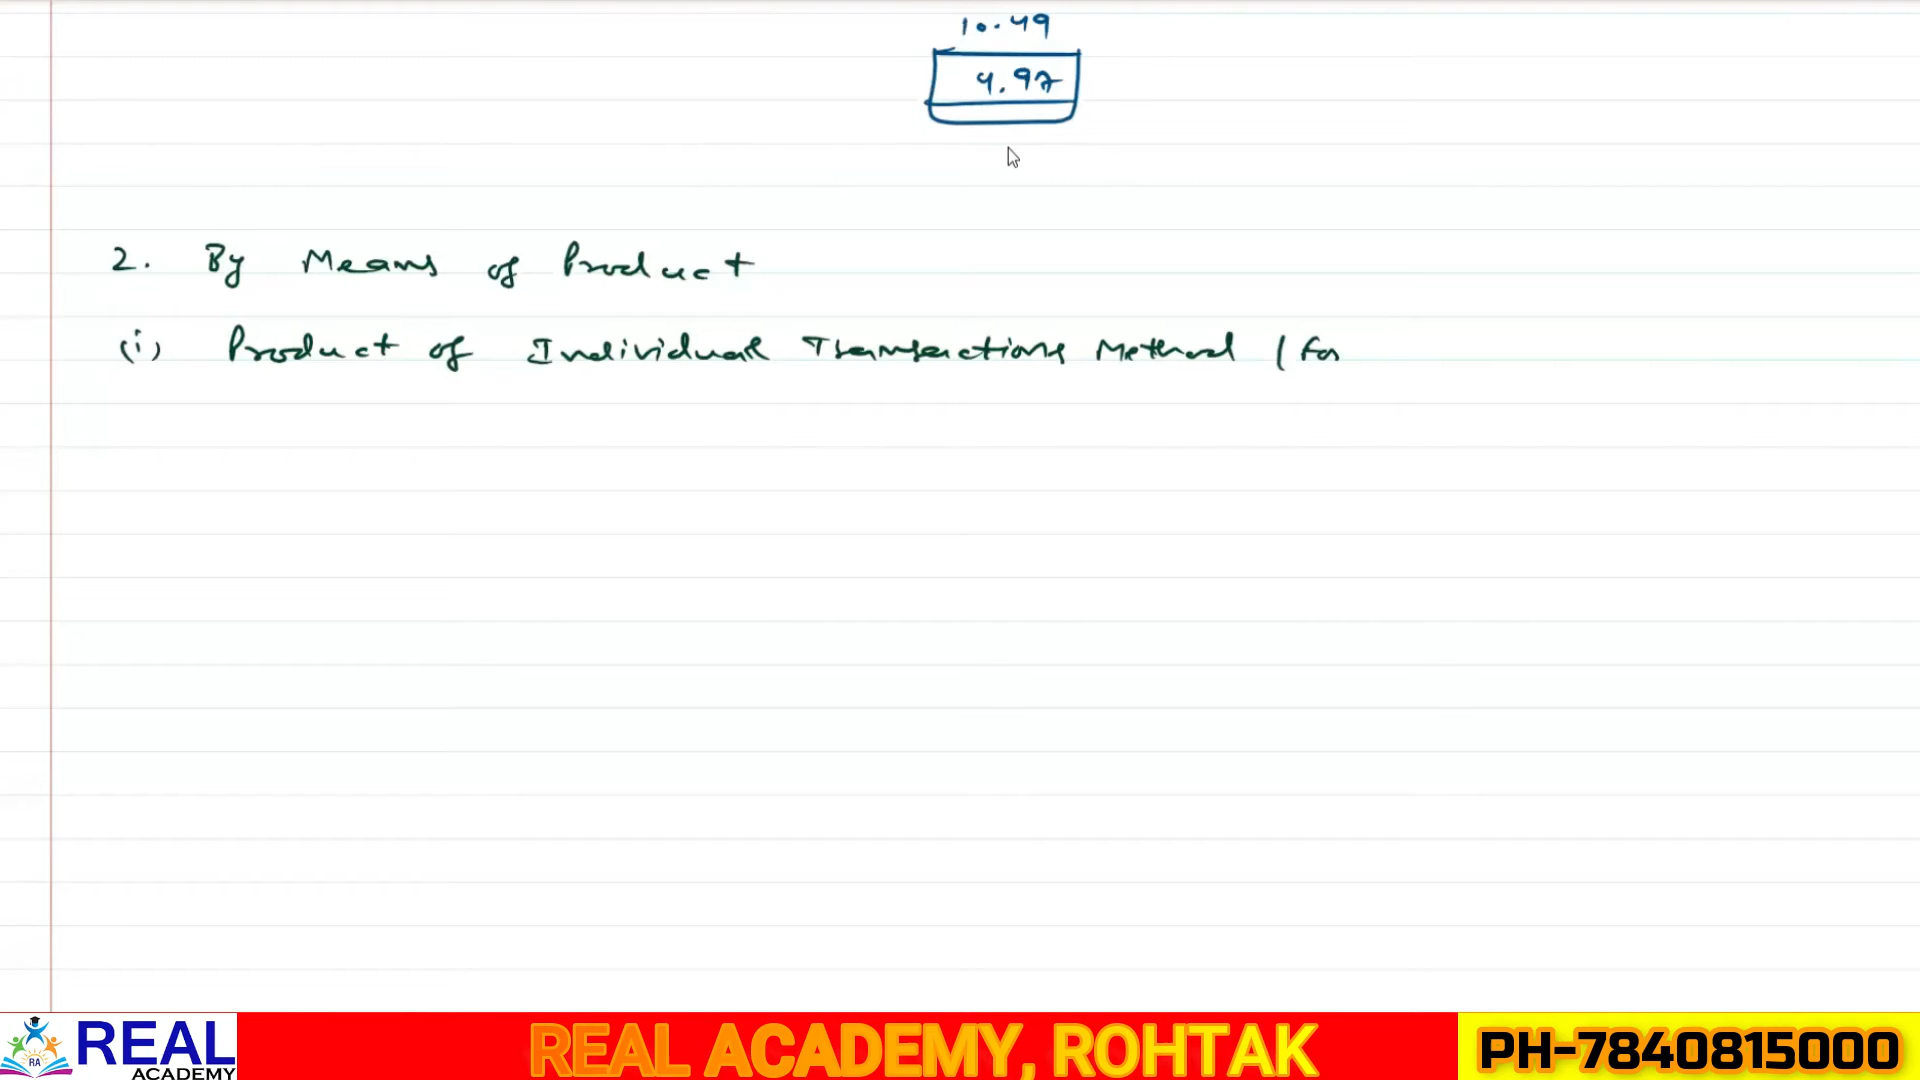 10.49
4.97
2. By Means of Product
(i) Product of Individual Transactions Method (For
REAL
ACADEMY
RA
REAL ACADEMY, ROHTAK
PH-7840815000